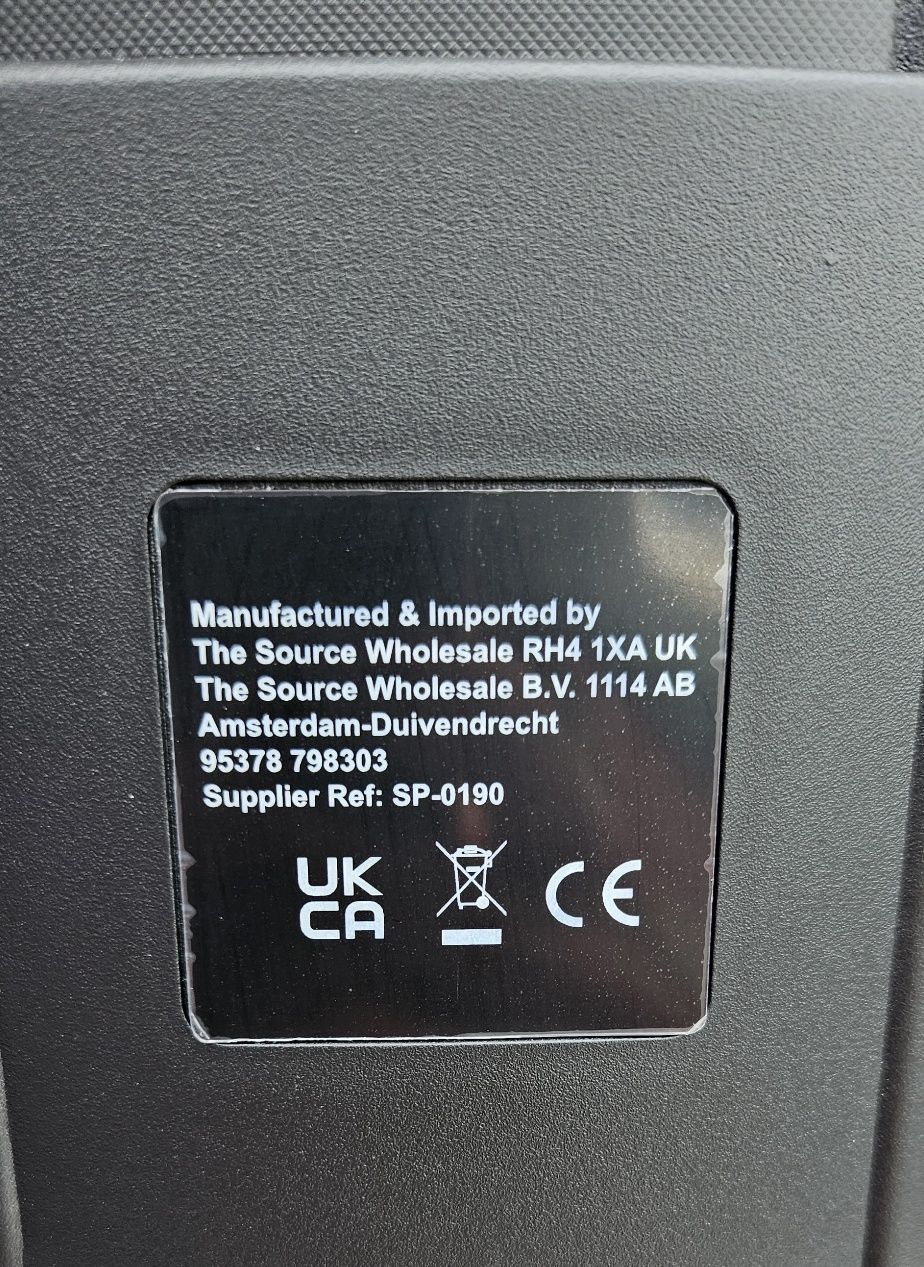 Manufactured & Imported by
The Source Wholesale RH4 1XA UK
The Source Wholesale B.V. 1114 AB
Amsterdam-Duivendrecht
95378 798303
Supplier Ref: SP-0190
UK
CA
CE